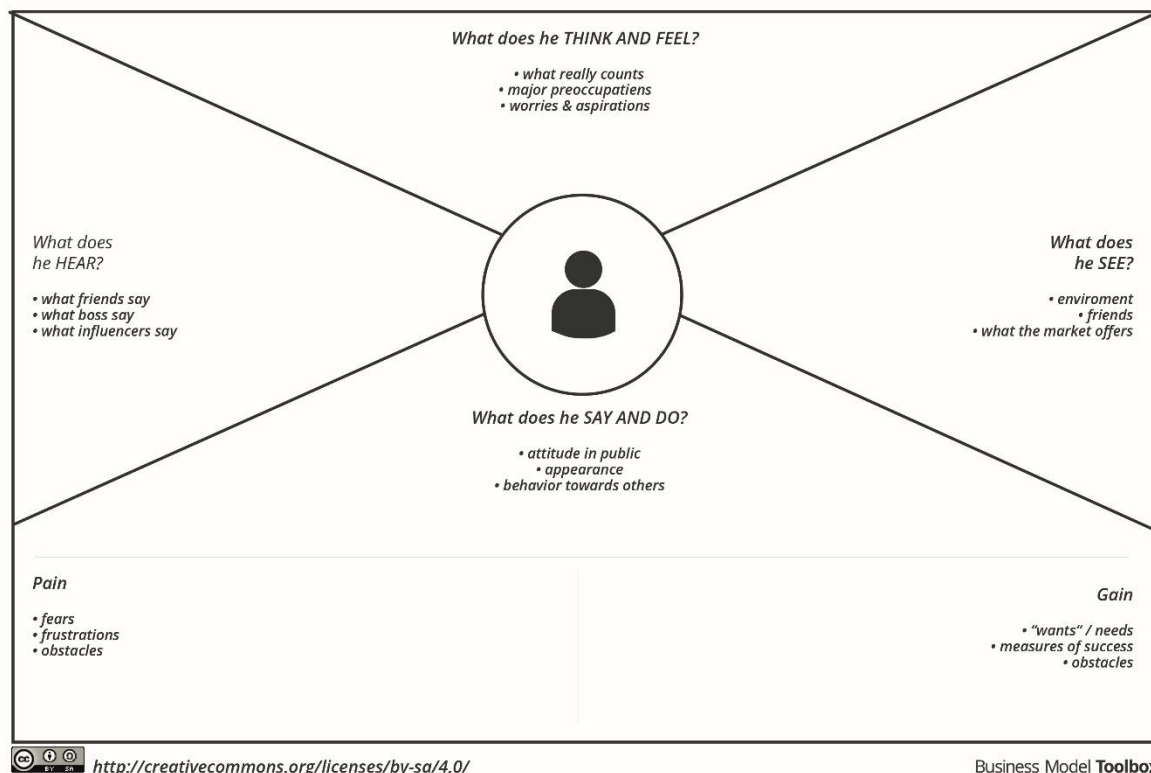 What does he THINK AND FEEL?
• what really counts
• major preoccupatiens
• worries & aspirations
What does
he HEAR?
• what friends say
• what boss say
• what influencers say
What does
he SEE?
• enviroment
• friends
• what the market offers
What does he SAY AND DO?
• attitude in public
• appearance
• behavior towards others
Pain
• fears
• frustrations
• obstacles
Gain
• “wants” / needs
• measures of success
• obstacles
cc BY SA http://creativecommons.org/licenses/by-sa/4.0/
Business Model Toolbox